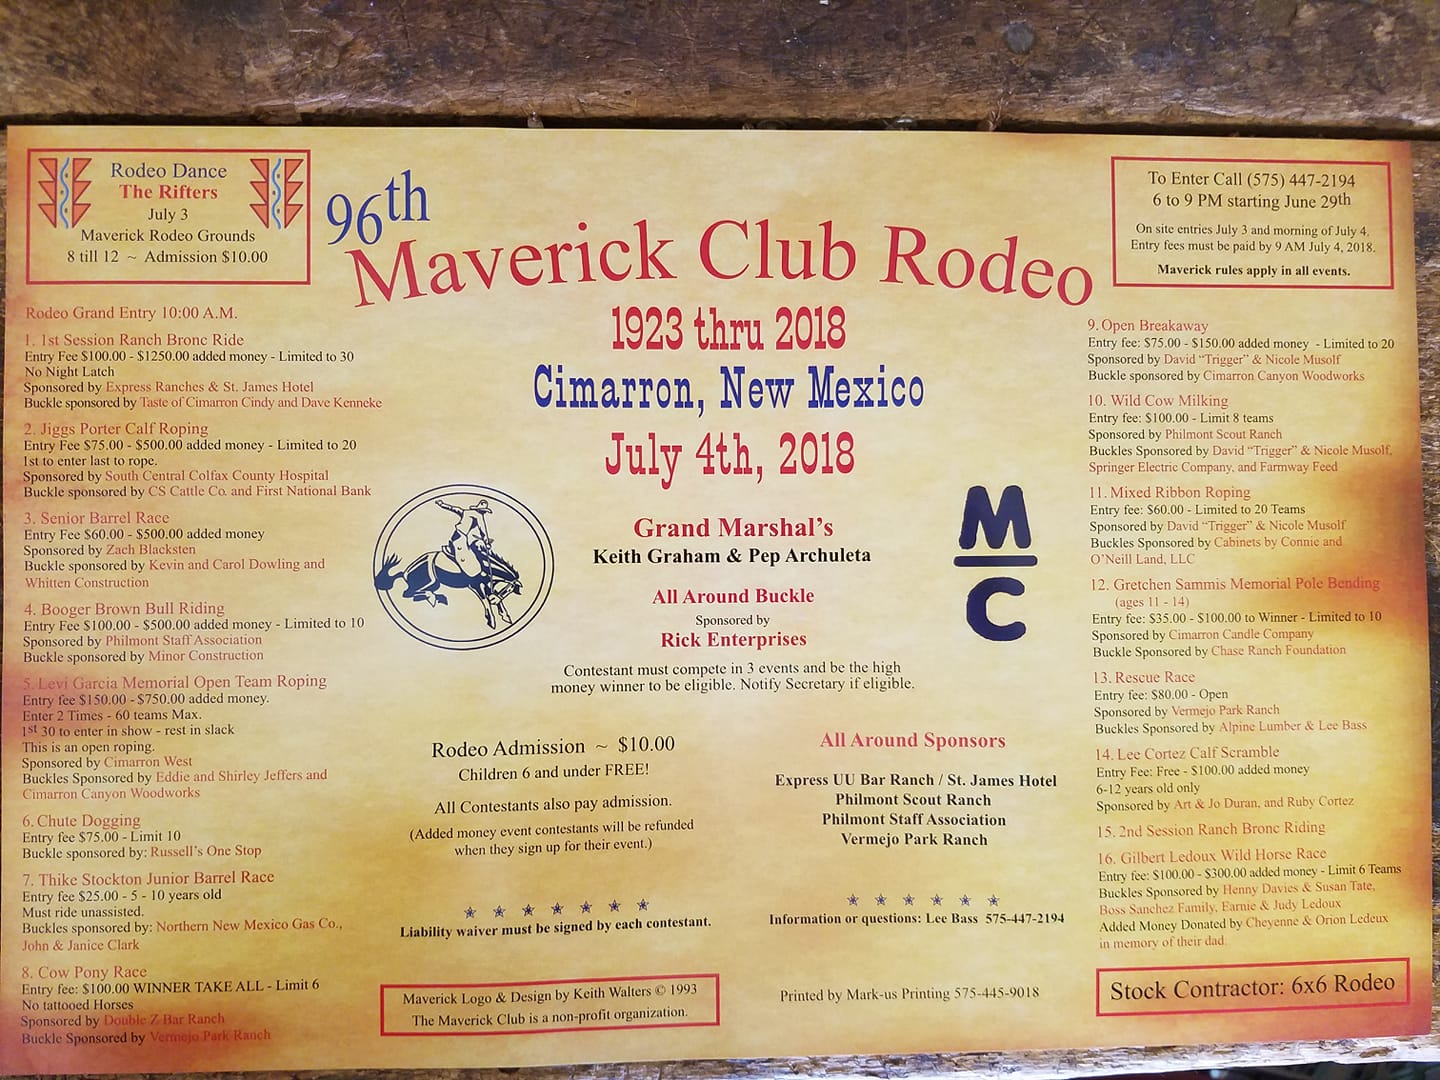 Rodeo Dance
The Rifters
July 3
Maverick Rodeo Grounds
8 till 12 ~ Admission $10.00
96th
Maverick Club Rodeo
1923 thru 2018
Cimarron, New Mexico
July 4th, 2018
To Enter Call (575) 447-2194
6 to 9 PM starting June 29th
On site entries July 3 and morning of July 4.
Entry fees must be paid by 9 AM July 4, 2018.
Maverick rules apply in all events.
Rodeo Grand Entry 10:00 A.M.
1. 1st Session Ranch Bronc Ride
Entry Fee $100.00 - $1250.00 added money - Limited to 30
No Night Latch
Sponsored by Express Ranches & St. James Hotel
Buckle sponsored by Taste of Cimarron Cindy and Dave Kenneke
2. Jiggs Porter Calf Roping
Entry Fee $75.00 - $500.00 added money - Limited to 20
1st to enter last to rope.
Sponsored by South Central Colfax County Hospital
Buckle sponsored by CS Cattle Co. and First National Bank
3. Senior Barrel Race
Entry Fee $60.00 - $500.00 added money
Sponsored by Zach Blacksten
Buckle sponsored by Kevin and Carol Dowling and
Whitten Construction
4. Booger Brown Bull Riding
Entry Fee $100.00 - $500.00 added money - Limited to 10
Sponsored by Philmont Staff Association
Buckle sponsored by Minor Construction
5. Levi Garcia Memorial Open Team Roping
Entry fee $150.00 - $750.00 added money.
Enter 2 Times - 60 teams Max.
1st 30 to enter in show - rest in slack
This is an open roping.
Sponsored by Cimarron West
Buckles Sponsored by Eddie and Shirley Jeffers and
Cimarron Canyon Woodworks
6. Chute Dogging
Entry fee $75.00 - Limit 10
Buckle sponsored by: Russell's One Stop
7. Thike Stockton Junior Barrel Race
Entry fee $25.00 - 5 - 10 years old
Must ride unassisted.
Buckles sponsored by: Northern New Mexico Gas Co.,
John & Janice Clark
8. Cow Pony Race
Entry fee: $100.00 WINNER TAKE ALL - Limit 6
No tattooed Horses
Sponsored by Double Z Bar Ranch
Buckle Sponsored by Vermejo Park Ranch
Grand Marshal's
Keith Graham & Pep Archuleta
All Around Buckle
Sponsored by
Rick Enterprises
Contestant must compete in 3 events and be the high
money winner to be eligible. Notify Secretary if eligible.
M
C
Rodeo Admission ~ $10.00
Children 6 and under FREE!
All Contestants also pay admission.
(Added money event contestants will be refunded
when they sign up for their event.)
Liability waiver must be signed by each contestant.
Maverick Logo & Design by Keith Walters © 1993
The Maverick Club is a non-profit organization.
All Around Sponsors
Express UU Bar Ranch / St. James Hotel
Philmont Scout Ranch
Philmont Staff Association
Vermejo Park Ranch
Information or questions: Lee Bass 575-447-2194
Printed by Mark-us Printing 575-445-9018
9. Open Breakaway
Entry fee: $75.00 - $150.00 added money - Limited to 20
Sponsored by David "Trigger" & Nicole Musolf
Buckle sponsored by Cimarron Canyon Woodworks
10. Wild Cow Milking
Entry fee: $100.00 - Limit 8 teams
Sponsored by Philmont Scout Ranch
Buckles Sponsored by David "Trigger" & Nicole Musolf,
Springer Electric Company, and Farmway Feed
11. Mixed Ribbon Roping
Entry fee: $60.00 - Limited to 20 Teams
Sponsored by David "Trigger" & Nicole Musolf
Buckles Sponsored by Cabinets by Connie and
O'Neill Land, LLC
12. Gretchen Sammis Memorial Pole Bending
(ages 11 - 14)
Entry fee: $35.00 - $100.00 to Winner - Limited to 10
Sponsored by Cimarron Candle Company
Buckle Sponsored by Chase Ranch Foundation
13. Rescue Race
Entry fee: $80.00 - Open
Sponsored by Vermejo Park Ranch
Buckles Sponsored by Alpine Lumber & Lee Bass
14. Lee Cortez Calf Scramble
Entry Fee: Free - $100.00 added money
6-12 years old only
Sponsored by Art & Jo Duran, and Ruby Cortez
15. 2nd Session Ranch Bronc Riding
16. Gilbert Ledoux Wild Horse Race
Entry fee: $100.00 - $300.00 added money - Limit 6 Teams
Buckles Sponsored by Henny Davies & Susan Tate,
Boss Sanchez Family, Earnie & Judy Ledoux
Added Money Donated by Cheyenne & Orion Ledeux
in memory of their dad.
Stock Contractor: 6x6 Rodeo